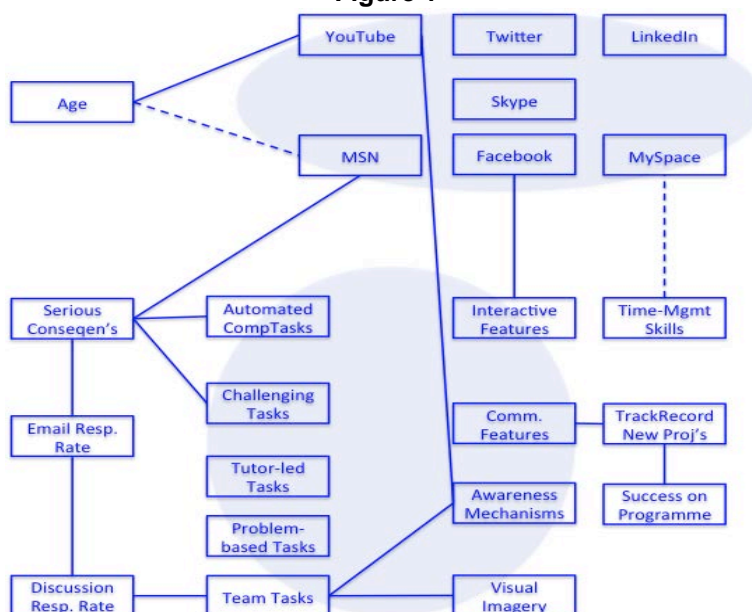 Figure
YouTube
Twitter
LinkedIn
Age
Skype
MSN
Facebook
MySpace
Serious
Conseqen's
Automated
CompTasks
Interactive
Features
Time-Mgmt
Skills
Challenging
Tasks
Email Resp.
Rate
Comm.
Features
TrackRecord
New Proj's
Tutor-led
Tasks
Awareness
Mechanisms
Success on
Programme
Problem-
based Tasks
Discussion
Resp. Rate
Team Tasks
Visual
Imagery